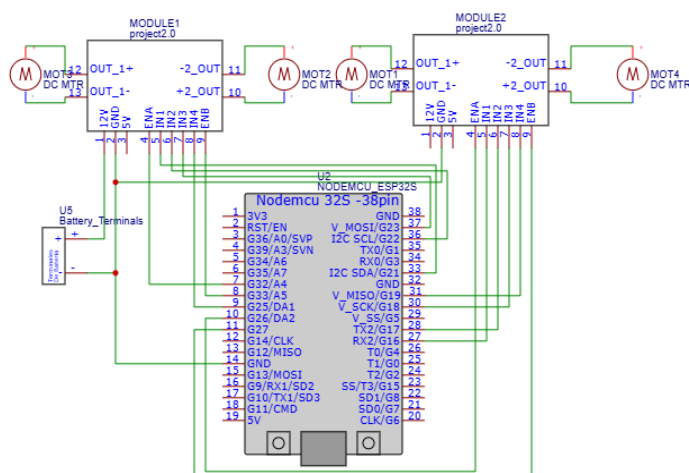 MODULE1
project2.0
MODULE2
project2.0
M
MOT3
DC MTR
12
13
OUT_1+
OUT_1-
-2_OUT
+2_OUT
11
10
M
MOT2
DC MTR
M
MOT1
DC MTR
12
13
OUT_1+
OUT_1-
-2_OUT
+2_OUT
11
10
M
MOT4
DC MTR
12V
GND
5V
ENA
IN1
IN2
IN3
IN4
ENB
1
2
3
4
5
6
7
8
9
12V
GND
5V
ENA
IN1
IN2
IN3
IN4
ENB
1
2
3
4
5
6
7
8
9
U5
Battery_Terminals
+
+
-
-
Terminales
De Bateria
U2
NODEMCU_ESP32S
Nodemcu 32S -38pin
1 3V3
2 RST/EN
3 G36/A0/SVP
4 G39/A3/SVN
5 G34/A6
6 G35/A7
7 G32/A4
8 G33/A5
9 G25/DA1
10 G26/DA2
11 G27
12 G14/CLK
13 G12/MISO
14 GND
15 G13/MOSI
16 G9/RX1/SD2
17 G10/TX1/SD3
18 G11/CMD
19 5V
GND 38
V_MOSI/G23 37
I2C SCL/G22 36
TX0/G1 35
RX0/G3 34
I2C SDA/G21 33
GND 32
V_MISO/G19 31
V_SCK/G18 30
V_SS/G5 29
TX2/G17 28
RX2/G16 27
T0/G4 26
T1/G0 25
T2/G2 24
SS/T3/G15 23
SD1/G8 22
SD0/G7 21
CLK/G6 20